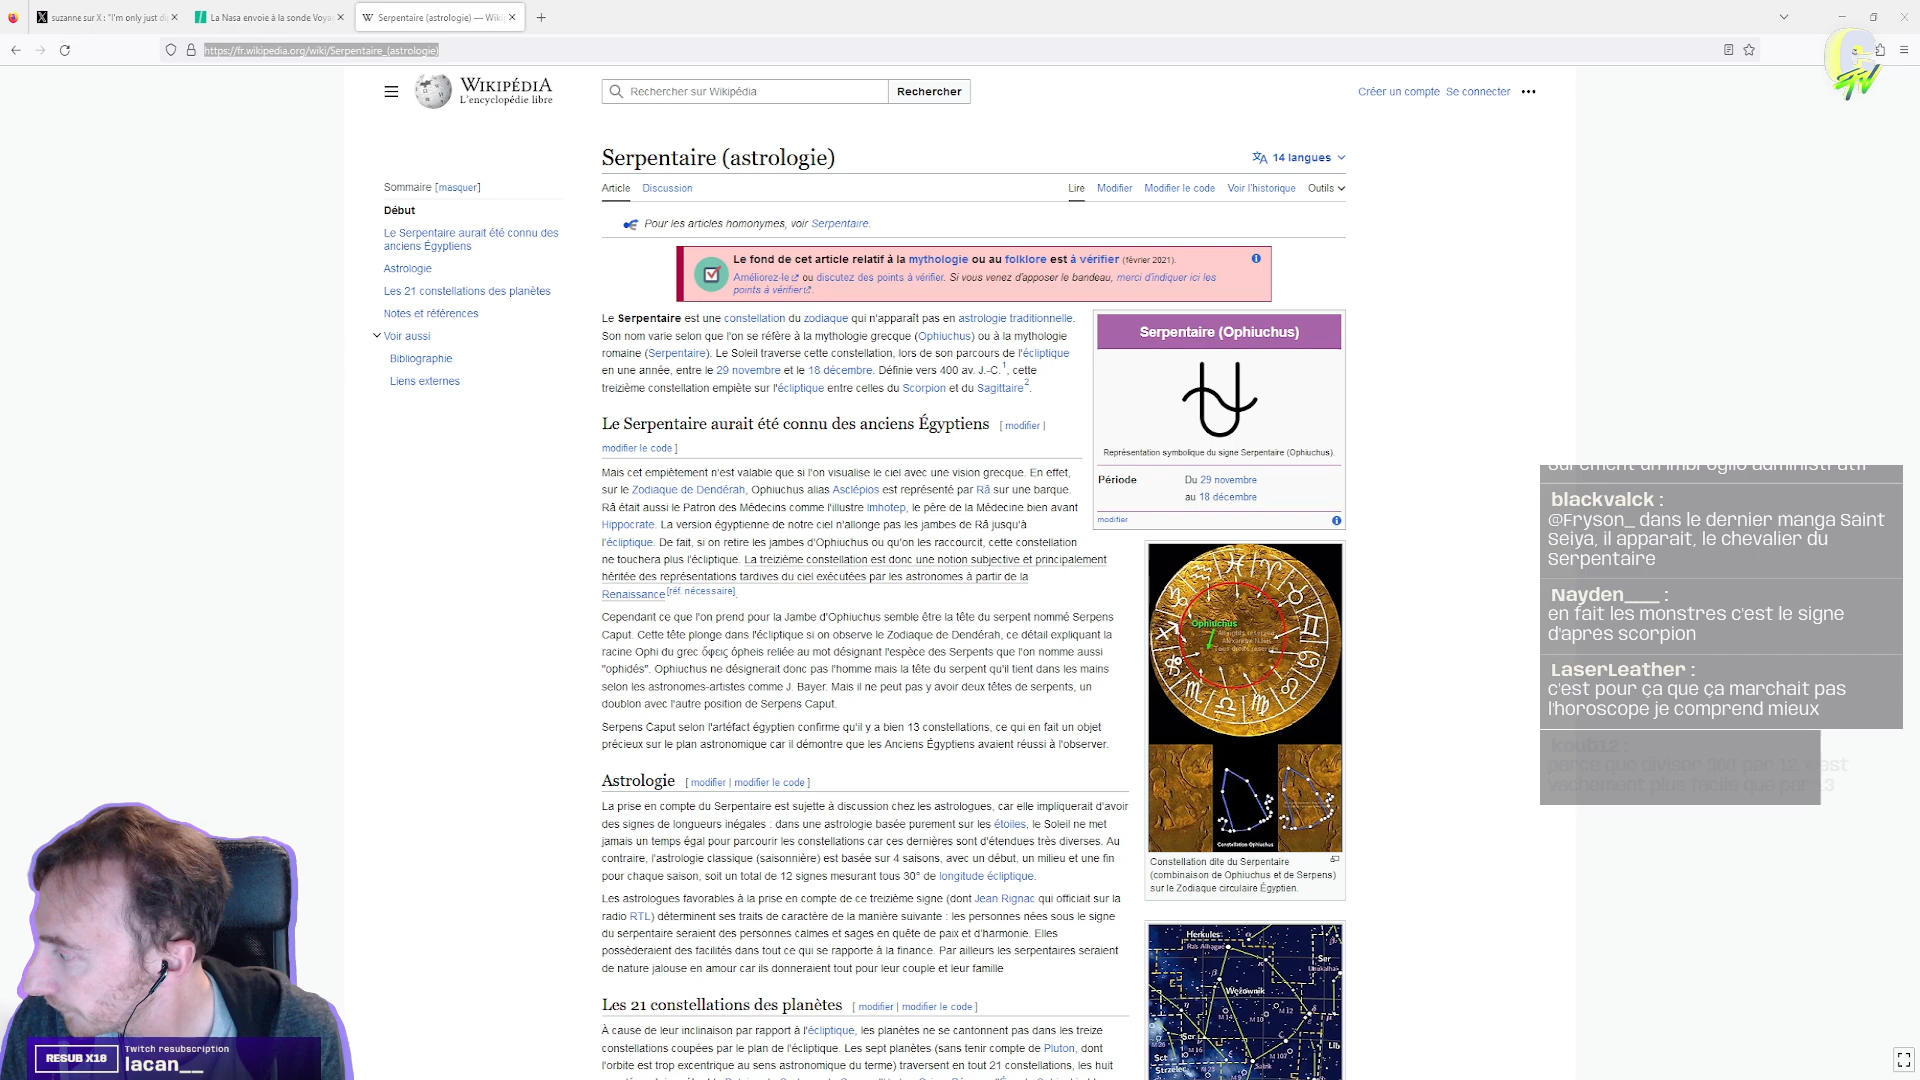 suzanne sur X : "I'm only just di
La Nasa envoie à la sonde Voya
Serpentaire (astrologie) — Wiki
https://fr.wikipedia.org/wiki/Serpentaire_(astrologie)
WIKIPÉDIA
L'encyclopédie libre
Rechercher sur Wikipédia
Rechercher
Créer un compte Se connecter
Serpentaire (astrologie)
14 langues
Article Discussion
Lire Modifier Modifier le code Voir l'historique Outils
Sommaire [masquer]
Début
Le Serpentaire aurait été connu des
anciens Égyptiens
Astrologie
Les 21 constellations des planètes
Notes et références
Voir aussi
Bibliographie
Liens externes
Pour les articles homonymes, voir Serpentaire.
Le fond de cet article relatif à la mythologie ou au folklore est à vérifier (février 2021).
Améliorez-le ou discutez des points à vérifier. Si vous venez d'apposer le bandeau, merci d'indiquer ici les
points à vérifier.
Le Serpentaire est une constellation du zodiaque qui n'apparaît pas en astrologie traditionnelle.
Son nom varie selon que l'on se réfère à la mythologie grecque (Ophiuchus) ou à la mythologie
romaine (Serpentaire). Le Soleil traverse cette constellation, lors de son parcours de l'écliptique
en une année, entre le 29 novembre et le 18 décembre. Définie vers 400 av. J.-C.1, cette
treizième constellation empiète sur l'écliptique entre celles du Scorpion et du Sagittaire2.
Le Serpentaire aurait été connu des anciens Égyptiens [ modifier |
modifier le code ]
Mais cet empiètement n'est valable que si l'on visualise le ciel avec une vision grecque. En effet,
sur le Zodiaque de Dendérah, Ophiuchus alias Asclépios est représenté par Râ sur une barque.
Râ était aussi le Patron des Médecins comme l'illustre Imhotep, le père de la Médecine bien avant
Hippocrate. La version égyptienne de notre ciel n'allonge pas les jambes de Râ jusqu'à
l'écliptique. De fait, si on retire les jambes d'Ophiuchus ou qu'on les raccourcit, cette constellation
ne touchera plus l'écliptique. La treizième constellation est donc une notion subjective et principalement
héritée des représentations tardives du ciel exécutées par les astronomes à partir de la
Renaissance[réf. nécessaire].
Cependant ce que l'on prend pour la Jambe d'Ophiuchus semble être la tête du serpent nommé Serpens
Caput. Cette tête plonge dans l'écliptique si on observe le Zodiaque de Dendérah, ce détail expliquant la
racine Ophi du grec ὄφεις ópheis reliée au mot désignant l'espèce des Serpents que l'on nomme aussi
"ophidés". Ophiuchus ne désignerait donc pas l'homme mais la tête du serpent qu'il tient dans les mains
selon les astronomes-artistes comme J. Bayer. Mais il ne peut pas y avoir deux têtes de serpents, un
doublon avec l'autre position de Serpens Caput.
Serpens Caput selon l'artéfact égyptien confirme qu'il y a bien 13 constellations, ce qui en fait un objet
précieux sur le plan astronomique car il démontre que les Anciens Égyptiens avaient réussi à l'observer.
Astrologie [ modifier | modifier le code ]
La prise en compte du Serpentaire est sujette à discussion chez les astrologues, car elle impliquerait d'avoir
des signes de longueurs inégales : dans une astrologie basée purement sur les étoiles, le Soleil ne met
jamais un temps égal pour parcourir les constellations car ces dernières sont d'étendues très diverses. Au
contraire, l'astrologie classique (saisonnière) est basée sur 4 saisons, avec un début, un milieu et une fin
pour chaque saison, soit un total de 12 signes mesurant tous 30° de longitude écliptique.
Les astrologues favorables à la prise en compte de ce treizième signe (dont Jean Rignac qui officiait sur la
radio RTL) déterminent ses traits de caractère de la manière suivante : les personnes nées sous le signe
du serpentaire seraient des personnes calmes et sages en quête de paix et d'harmonie. Elles
possèderaient des facilités dans tout ce qui se rapporte à la finance. Par ailleurs les serpentaires seraient
de nature jalouse en amour car ils donneraient tout pour leur couple et leur famille
Les 21 constellations des planètes [ modifier | modifier le code ]
À cause de leur inclinaison par rapport à l'écliptique, les planètes ne se cantonnent pas dans les treize
constellations coupées par le plan de l'écliptique. Les sept planètes (sans tenir compte de Pluton, dont
l'orbite est trop excentrique au sens astronomique du terme) traversent en tout 21 constellations, les huit
Serpentaire (Ophiuchus)
Représentation symbolique du signe Serpentaire (Ophiuchus).
Période Du 29 novembre
au 18 décembre
modifier
Ophiuchus
Constellation Ophiuchus
Constellation dite du Serpentaire
(combinaison de Ophiuchus et de Serpens)
sur le Zodiaque circulaire Égyptien.
Herkules
Ras Alhague
Ser
Unukalhai
Wężownik
M 14
M 10
M 12
M 107
Sct
Lib
Surement un imbroglio administratif
blackvalck :
@Fryson_ dans le dernier manga Saint
Seiya, il apparait, le chevalier du
Serpentaire
Nayden___ :
en fait les monstres c'est le signe
d'apres scorpion
LaserLeather :
c'est pour ça que ça marchait pas
l'horoscope je comprend mieux
koub12 :
parce que diviser 360 par 12 c'est
vachement plus facile que par 13
RESUB X18
Twitch resubscription
lacan__